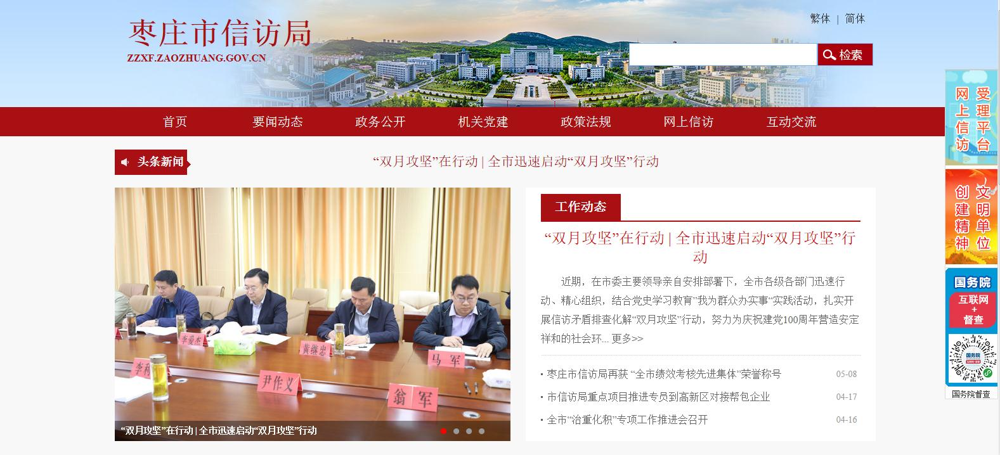 枣庄市信访局
ZZXF.ZAOZHUANG.GOV.CN
繁体 | 简体
检索
首页 要闻动态 政务公开 机关党建 政策法规 网上信访 互动交流
头条新闻
“双月攻坚”在行动 | 全市迅速启动“双月攻坚”行动
李爱杰
黄继忠
马军
尹作义
翁军
“双月攻坚”在行动 | 全市迅速启动“双月攻坚”行动
工作动态
“双月攻坚”在行动 | 全市迅速启动“双月攻坚”行
动
近期，在市委主要领导亲自安排部署下，全市各级各部门迅速行
动、精心组织，结合党史学习教育”我为群众办实事“实践活动，扎实开
展信访矛盾排查化解“双月攻坚”行动，努力为庆祝建党100周年营造安定
祥和的社会环... 更多>>
枣庄市信访局再获 “全市绩效考核先进集体”荣誉称号 05-08
市信访局重点项目推进专员到高新区对接帮包企业 04-17
全市“治重化积”专项工作推进会召开 04-16
网上信访
受理平台
创建精神
文明单位
国务院
互联网
+
督查
国务院
国务院督查